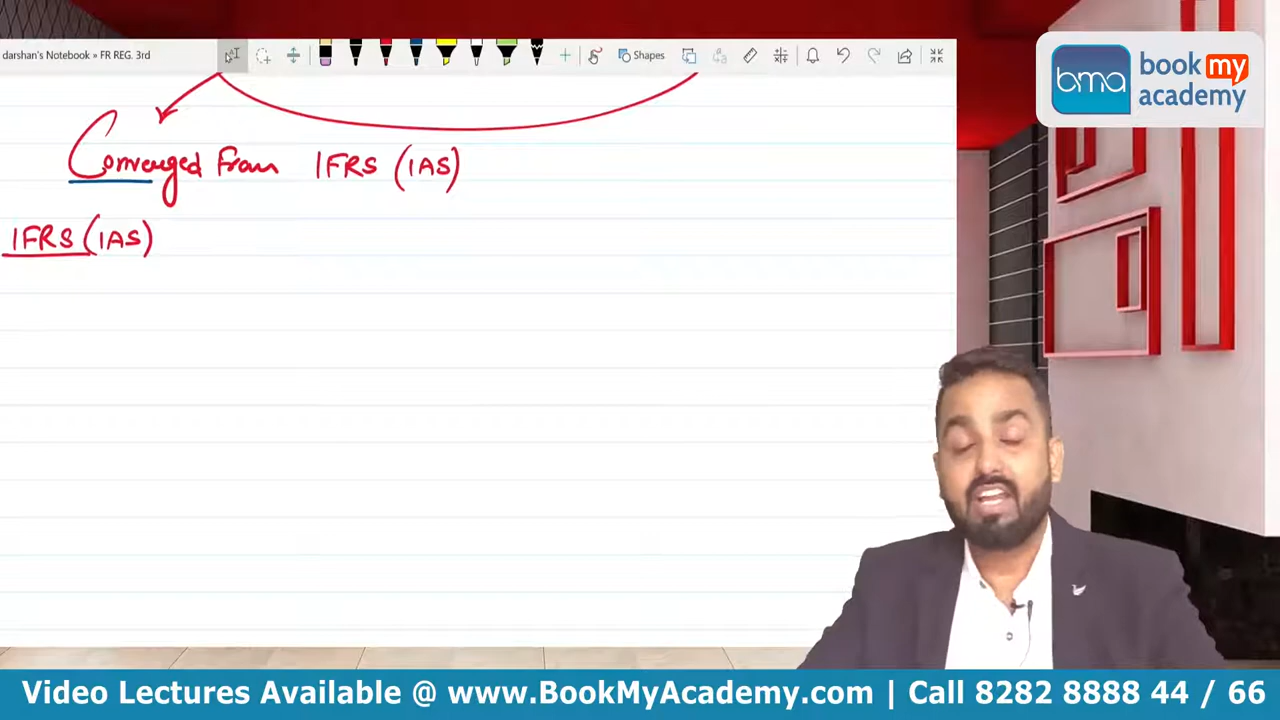 darshan's Notebook » FR REG. 3rd
Shapes
bma
book my
academy
Converged from IFRS (IAS)
IFRS (IAS)
Video Lectures Available @ www.BookMyAcademy.com | Call 8282 8888 44 / 66